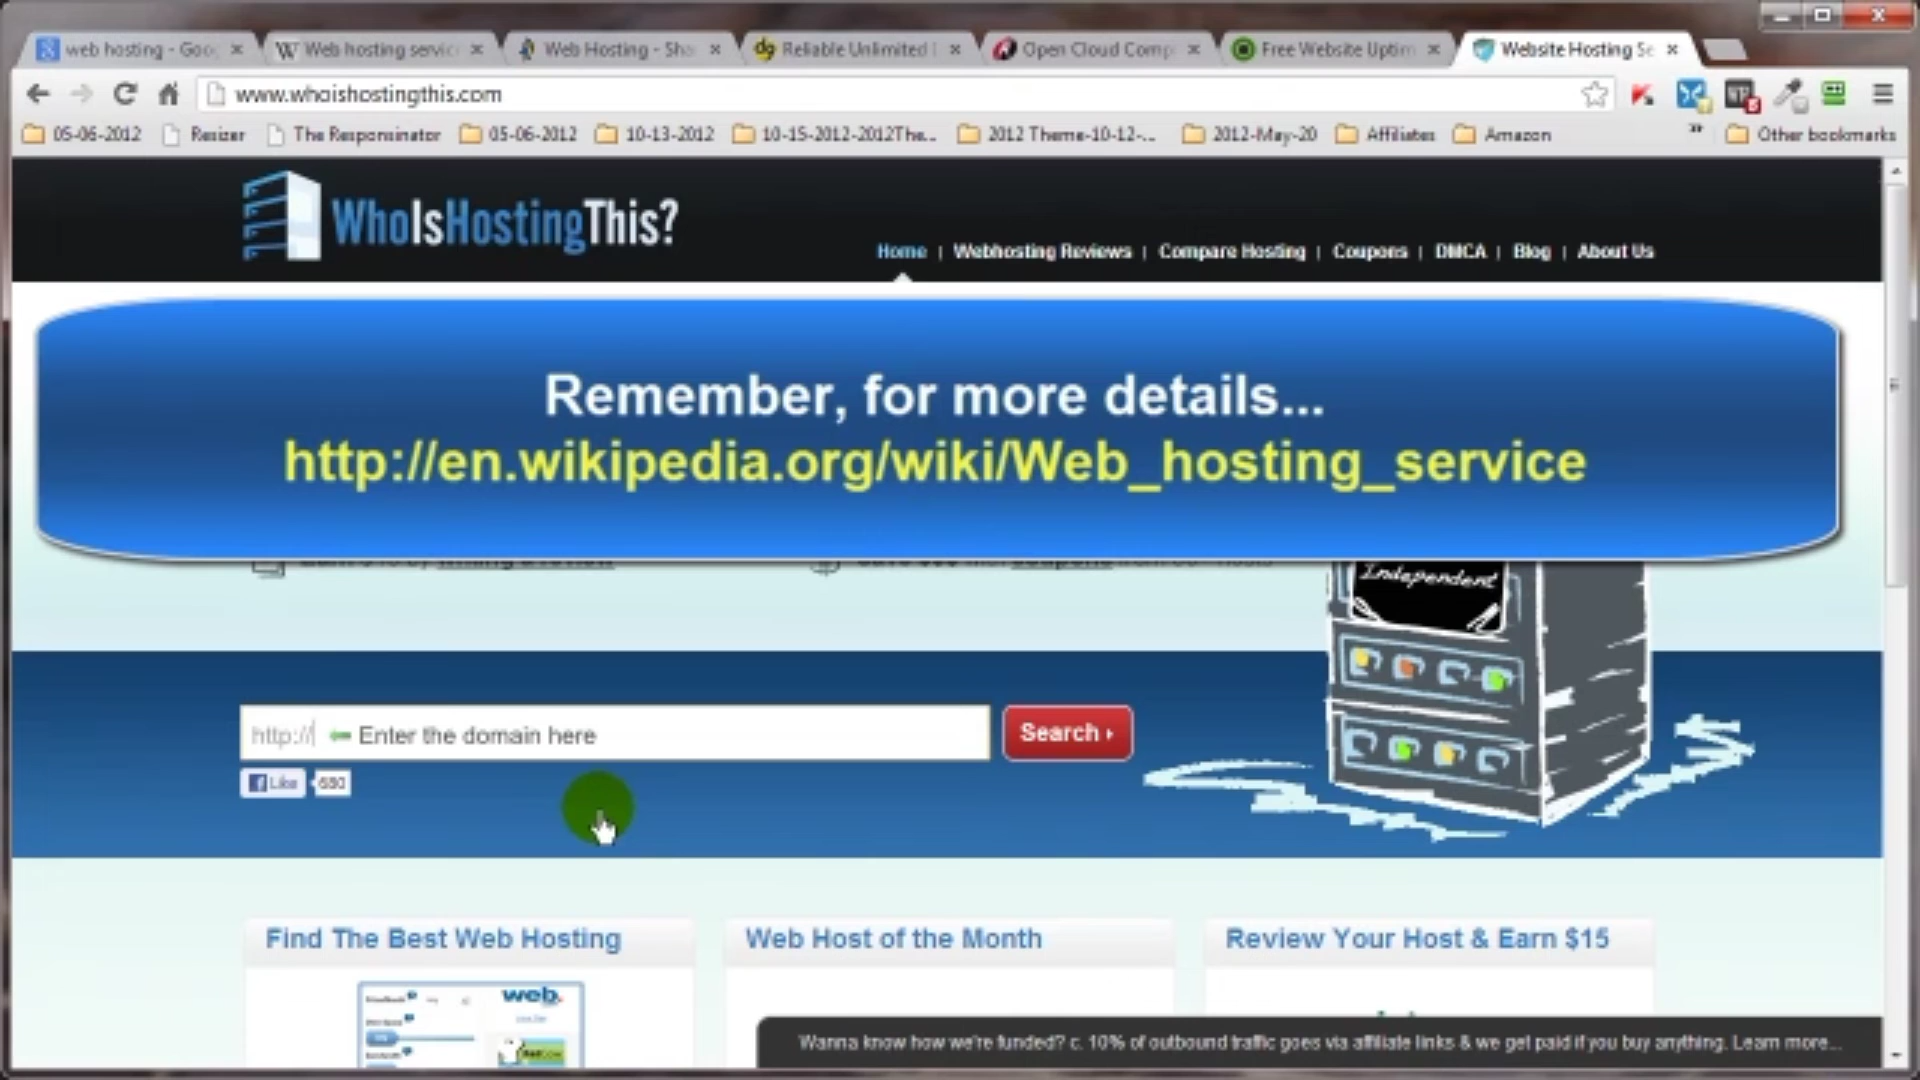 web hosting - Goo
Web hosting servic
Web Hosting - Sha
Reliable Unlimited
Open Cloud Comp
Free Website Uptim
Website Hosting Se
www.whoishostingthis.com
05-06-2012
Resizer
The Responsinator
05-06-2012
10-13-2012
10-15-2012-2012The...
2012 Theme-10-12-...
2012-May-20
Affiliates
Amazon
Other bookmarks
WhoIsHostingThis?
Home | Webhosting Reviews | Compare Hosting | Coupons | DMCA | Blog | About Us
Remember, for more details...
http://en.wikipedia.org/wiki/Web_hosting_service
Independent
http:// Enter the domain here
Search
Like
Find The Best Web Hosting
Web Host of the Month
Review Your Host & Earn $15
web.
Wanna know how we're funded? c. 10% of outbound traffic goes via affiliate links & we get paid if you buy anything. Learn more...